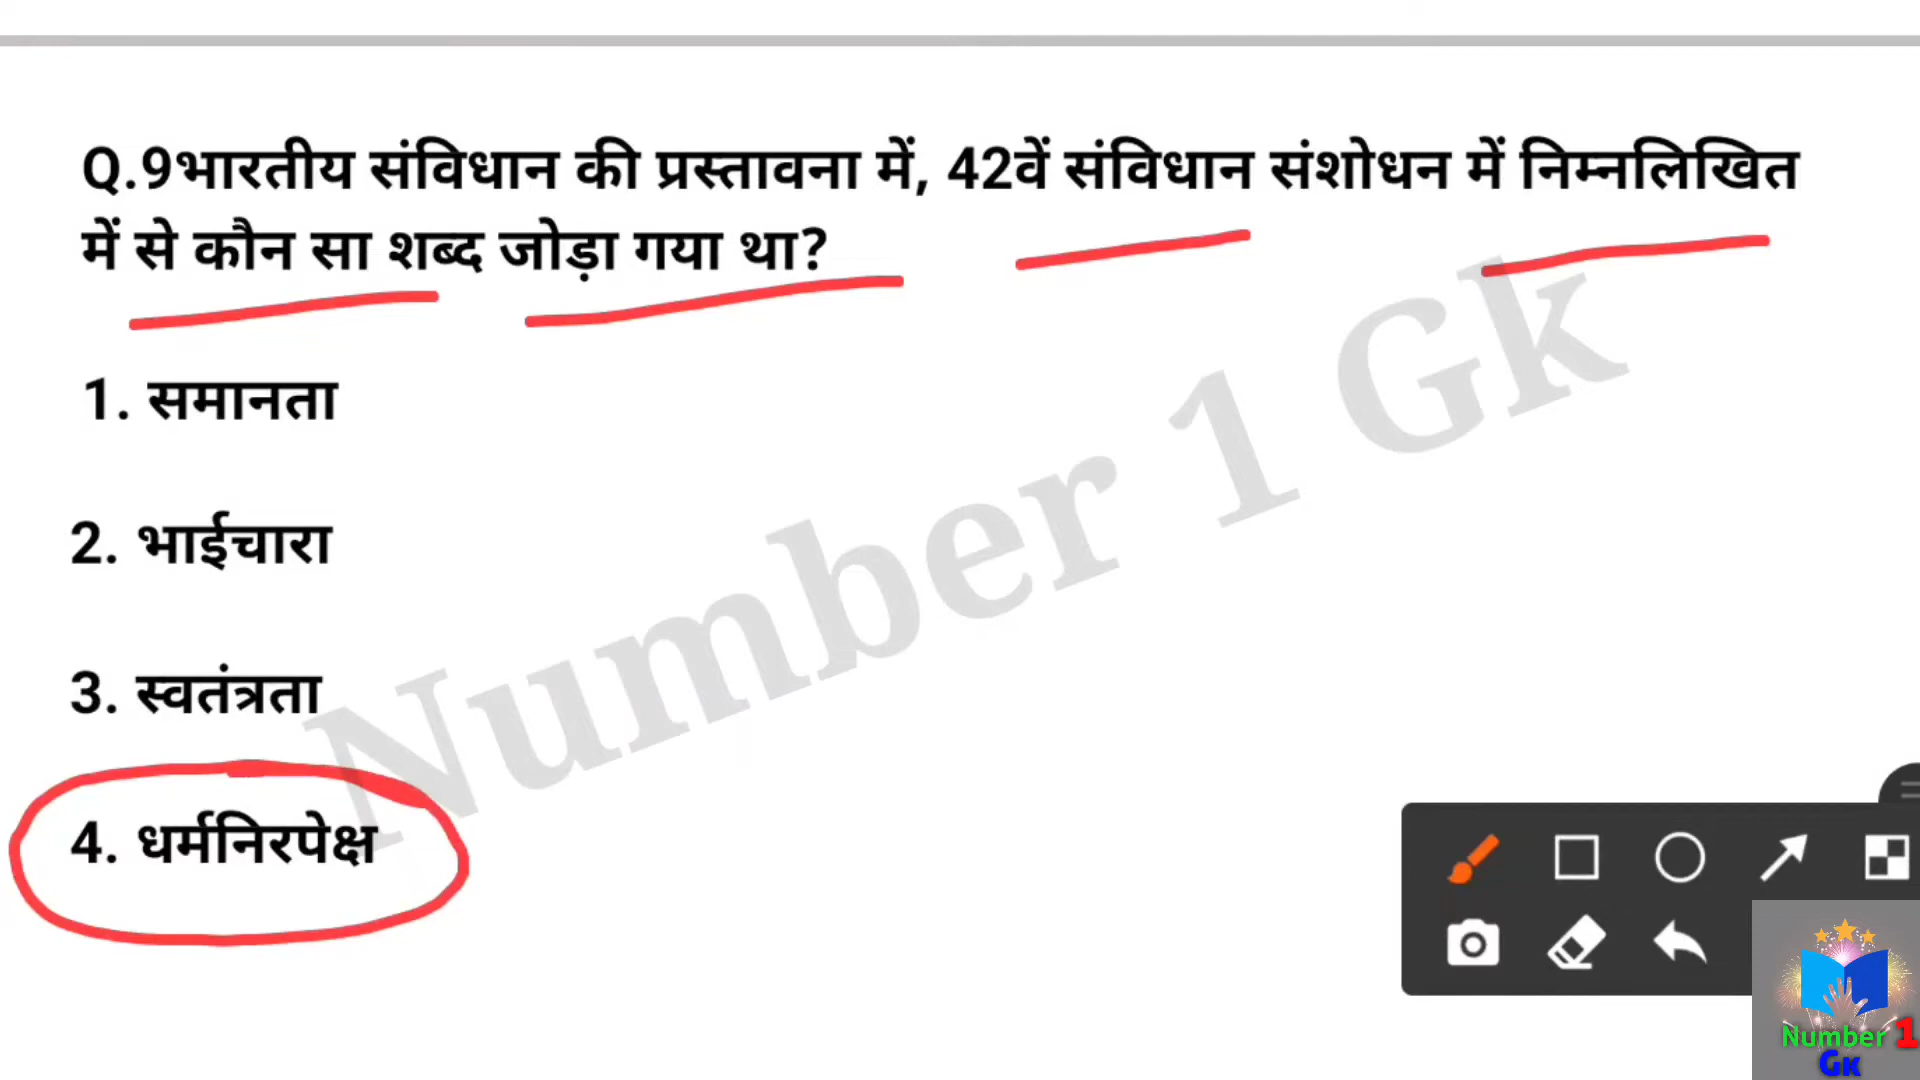 Q.9भारतीय संविधान की प्रस्तावना में, 42वें संविधान संशोधन में निम्नलिखित
में से कौन सा शब्द जोड़ा गया था?
1. समानता
2. भाईचारा
3. स्वतंत्रता
4. धर्मनिरपेक्ष
Number 1 Gk
Number 1
GK